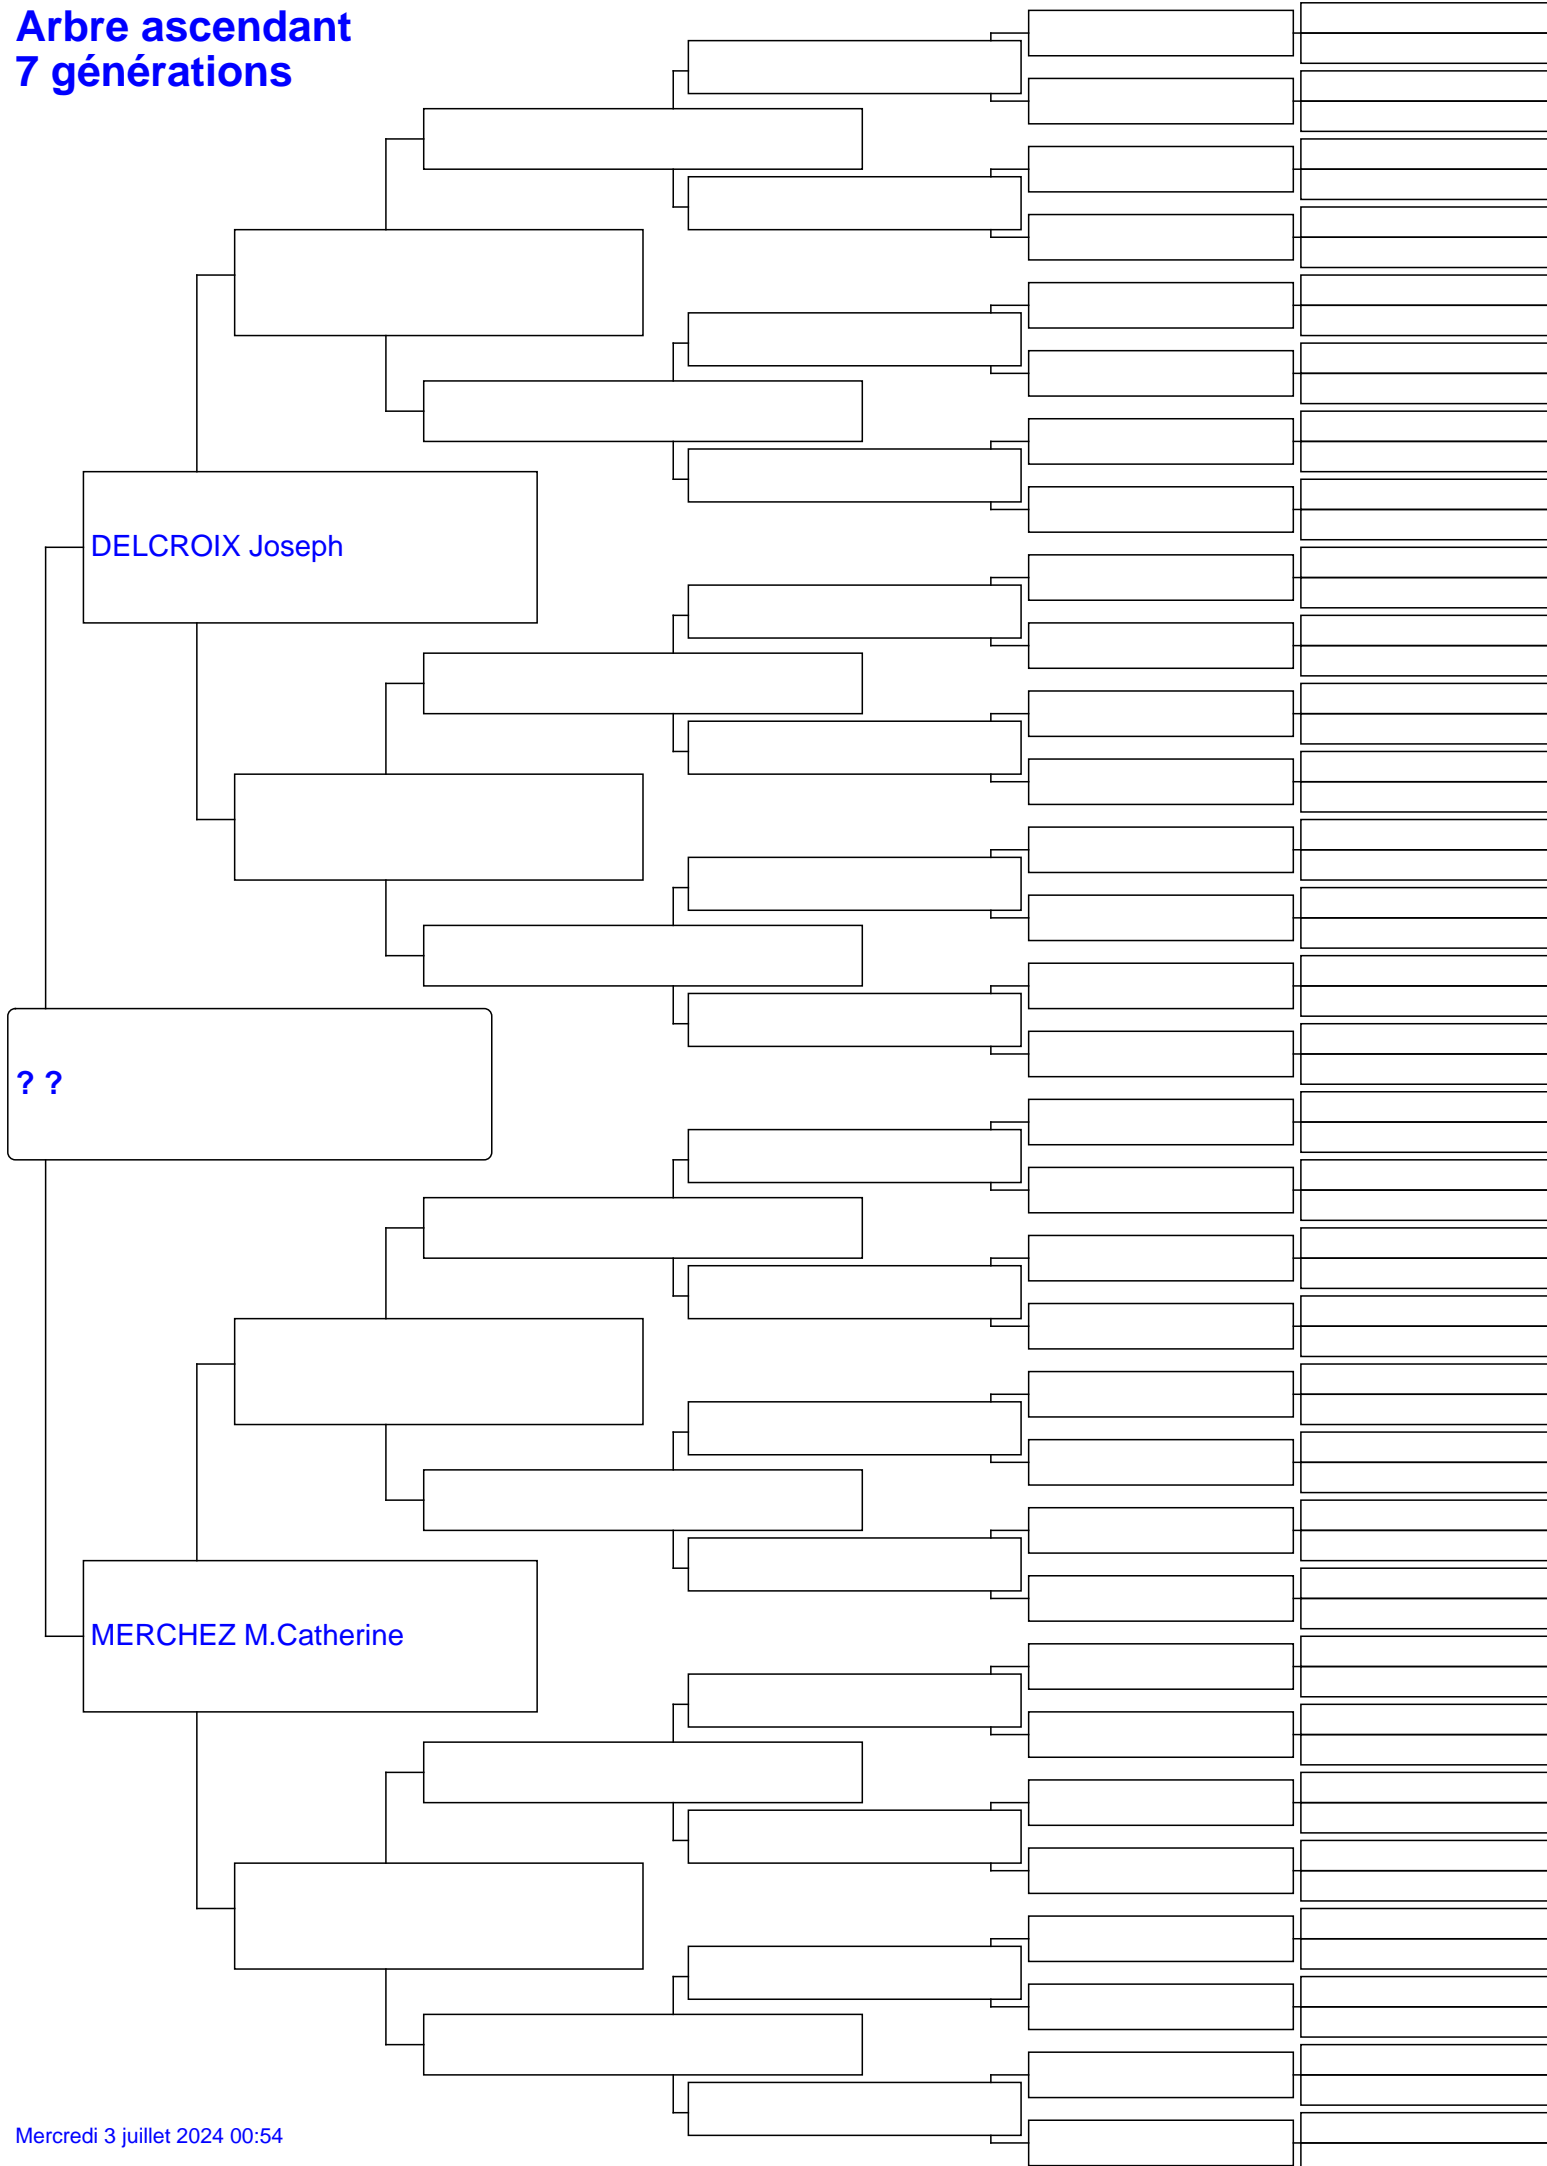 Arbre ascendant
7 générations
DELCROIX Joseph
? ?
MERCHEZ M.Catherine
Mercredi 3 juillet 2024 00:54